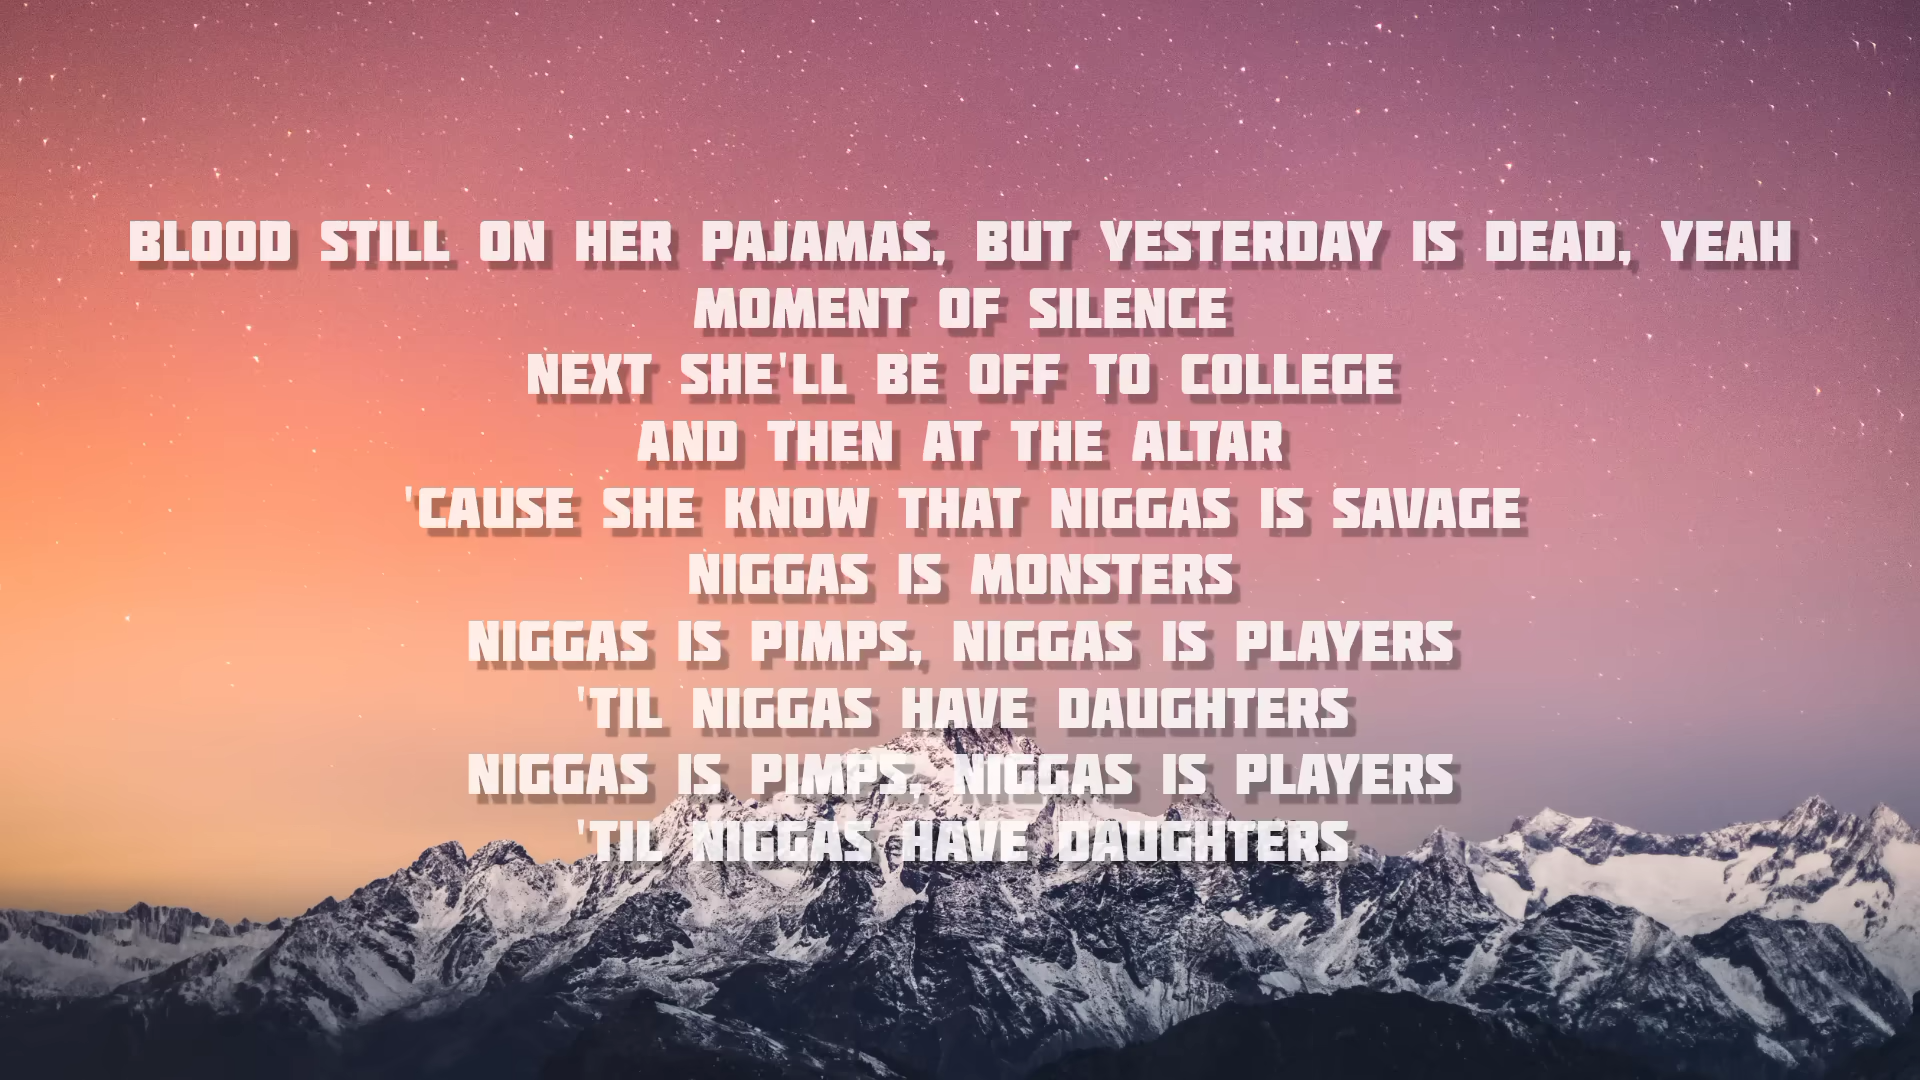 BLOOD STILL ON HER PAJAMAS, BUT YESTERDAY IS DEAD, YEAH
MOMENT OF SILENCE
NEXT SHE'LL BE OFF TO COLLEGE
AND THEN AT THE ALTAR
'CAUSE SHE KNOW THAT NIGGAS IS SAVAGE
NIGGAS IS MONSTERS
NIGGAS IS PIMPS, NIGGAS IS PLAYERS
'TIL NIGGAS HAVE DAUGHTERS
NIGGAS IS PIMPS, NIGGAS IS PLAYERS
'TIL NIGGAS HAVE DAUGHTERS